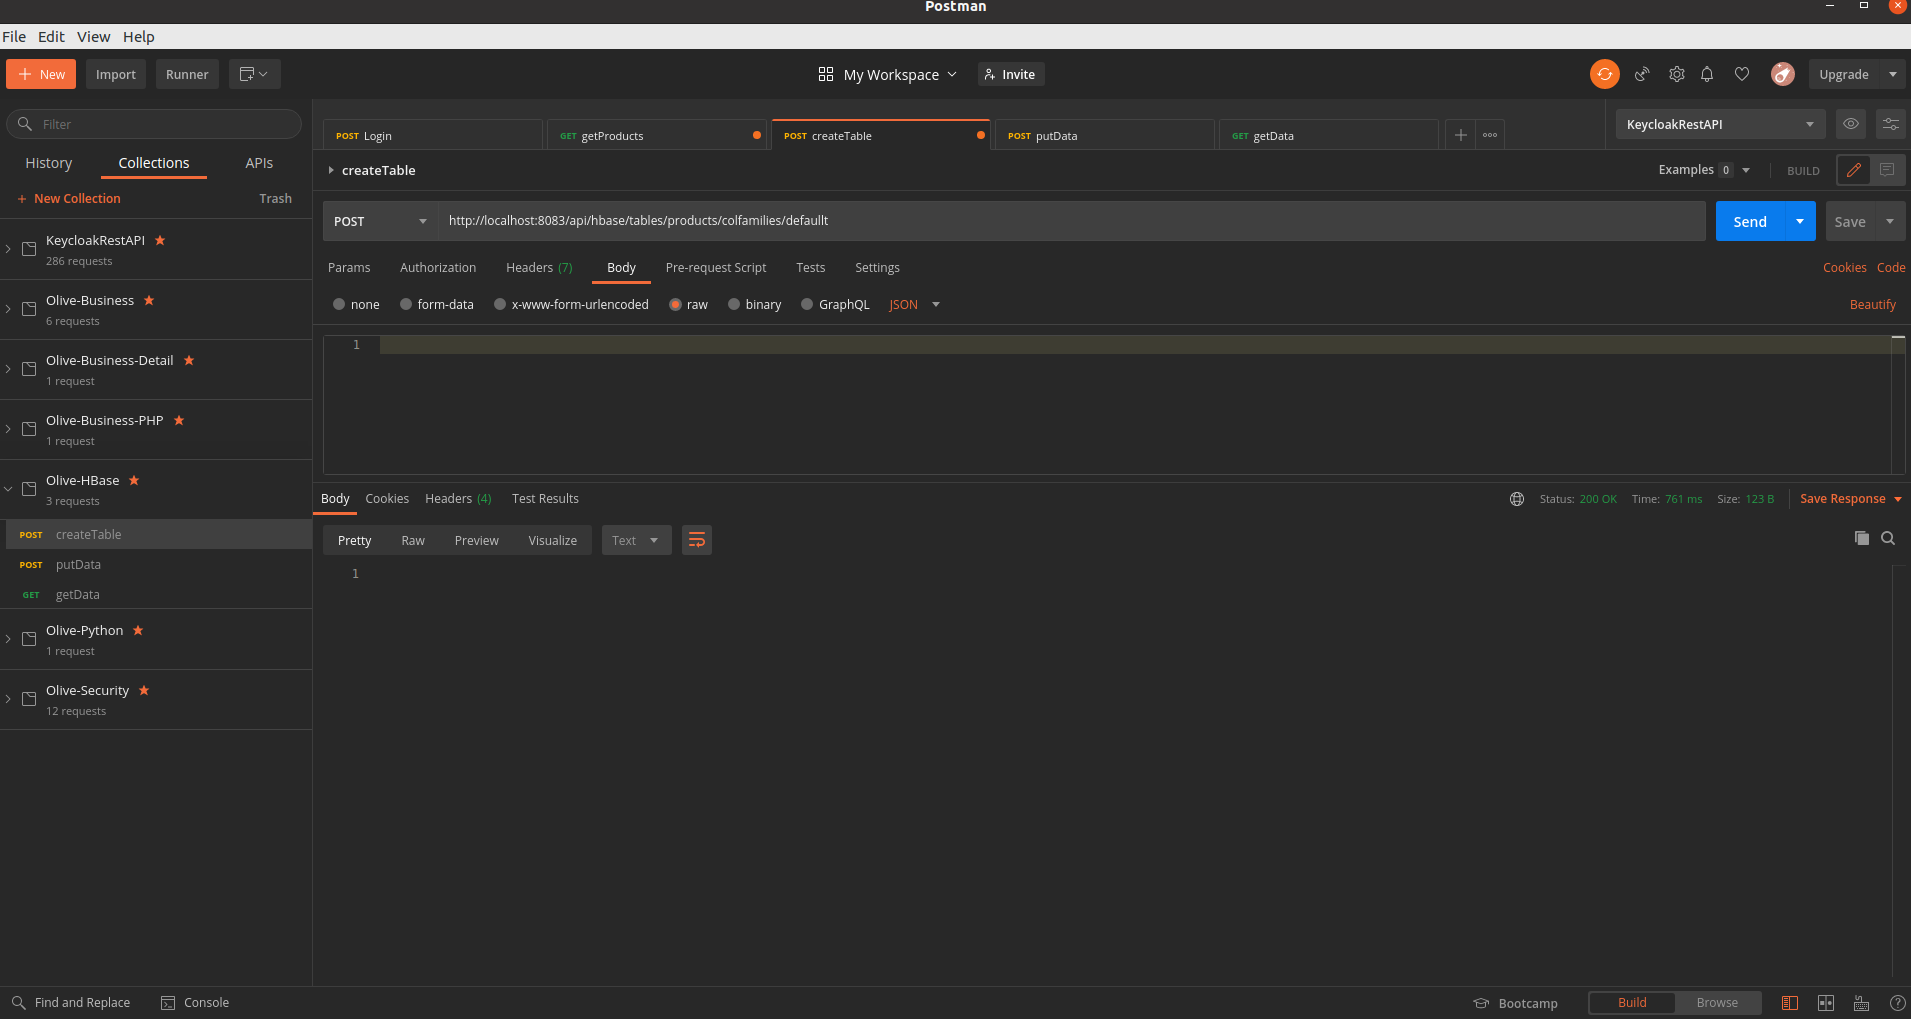 Postman
File Edit View Help
New Import Runner My Workspace Invite Upgrade
Filter
History Collections APIs
New Collection Trash
KeycloakRestAPI
286 requests
Olive-Business
6 requests
Olive-Business-Detail
1 request
Olive-Business-PHP
1 request
Olive-HBase
3 requests
POST createTable
POST putData
GET getData
Olive-Python
1 request
Olive-Security
12 requests
POST Login GET getProducts POST createTable POST putData GET getData KeycloakRestAPI
createTable Examples 0 BUILD
POST http://localhost:8083/api/hbase/tables/products/colfamilies/defaullt Send Save
Params Authorization Headers (7) Body Pre-request Script Tests Settings Cookies Code
none form-data x-www-form-urlencoded raw binary GraphQL JSON Beautify
1
Body Cookies Headers (4) Test Results Status: 200 OK Time: 761 ms Size: 123 B Save Response
Pretty Raw Preview Visualize Text
1
Find and Replace Console Bootcamp Build Browse